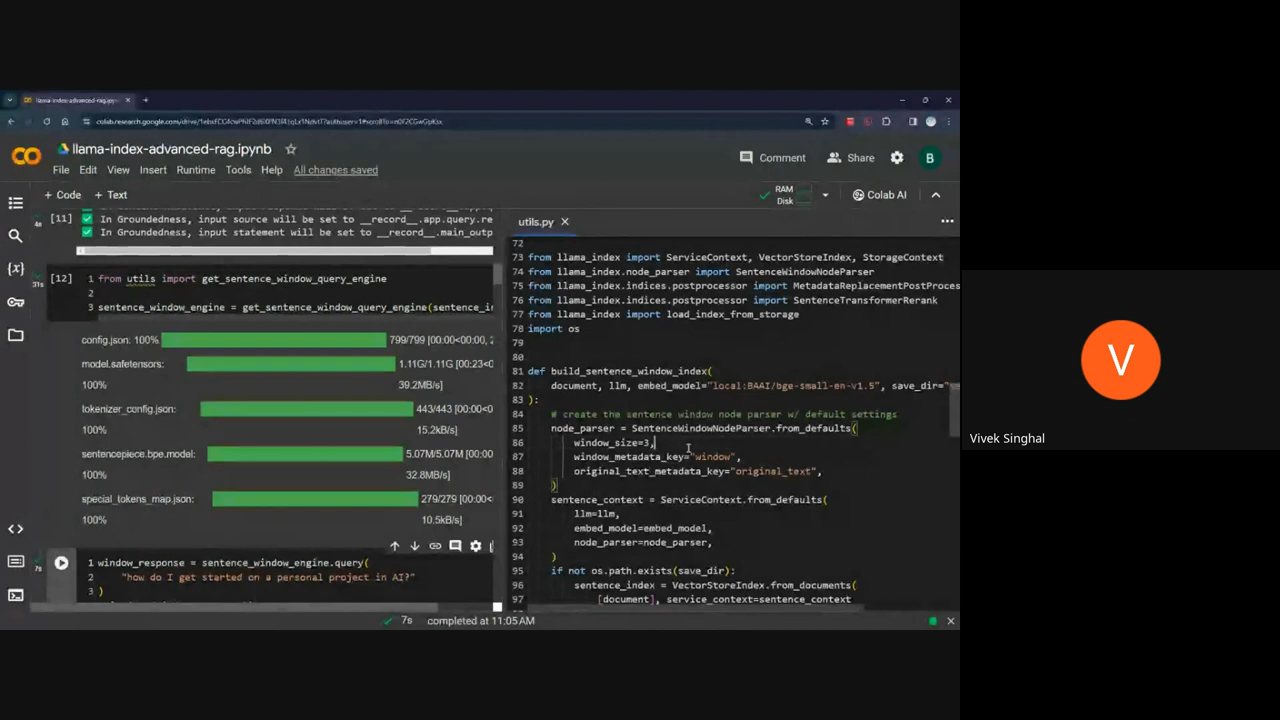 llama-index-advanced-rag.ipynb
File Edit View Insert Runtime Tools Help All changes saved
Comment Share B
+ Code + Text
RAM
Disk
Colab AI
[11] In Groundedness, input source will be set to __record__.app.query.re
In Groundedness, input statement will be set to __record__.main_outp
[12] 1 from utils import get_sentence_window_query_engine
2
3 sentence_window_engine = get_sentence_window_query_engine(sentence_in
31s
config.json: 100% 799/799 [00:00<00:00, 2
model.safetensors: 1.11G/1.11G [00:23<0
100% 39.2MB/s]
tokenizer_config.json: 443/443 [00:00<0
100% 15.2kB/s]
sentencepiece.bpe.model: 5.07M/5.07M [00:00
100% 32.8MB/s]
special_tokens_map.json: 279/279 [00:00<
100% 10.5kB/s]
7s
1 window_response = sentence_window_engine.query(
2 "how do I get started on a personal project in AI?"
3 )
utils.py
72
73 from llama_index import ServiceContext, VectorStoreIndex, StorageContext
74 from llama_index.node_parser import SentenceWindowNodeParser
75 from llama_index.indices.postprocessor import MetadataReplacementPostProces
76 from llama_index.indices.postprocessor import SentenceTransformerRerank
77 from llama_index import load_index_from_storage
78 import os
79
80
81 def build_sentence_window_index(
82 document, llm, embed_model="local:BAAI/bge-small-en-v1.5", save_dir="
83 ):
84 # create the sentence window node parser w/ default settings
85 node_parser = SentenceWindowNodeParser.from_defaults(
86 window_size=3,
87 window_metadata_key="window",
88 original_text_metadata_key="original_text",
89 )
90 sentence_context = ServiceContext.from_defaults(
91 llm=llm,
92 embed_model=embed_model,
93 node_parser=node_parser,
94 )
95 if not os.path.exists(save_dir):
96 sentence_index = VectorStoreIndex.from_documents(
97 [document], service_context=sentence_context
7s completed at 11:05AM
V
Vivek Singhal